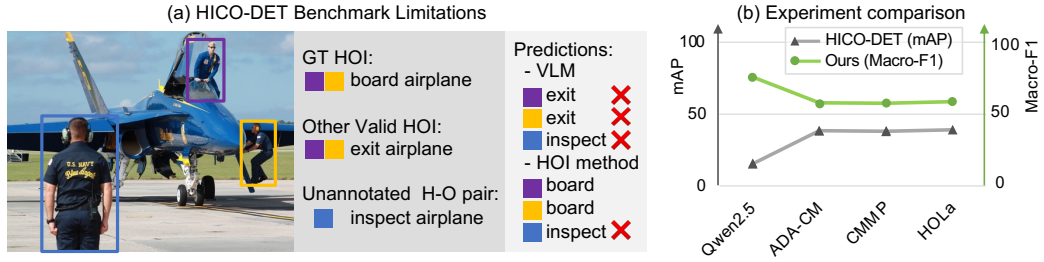 (a) HICO-DET Benchmark Limitations
U.S. NAVY
Blue Angels
GT HOI:
board airplane
Other Valid HOI:
exit airplane
Unannotated H-O pair:
inspect airplane
Predictions:
- VLM
exit
exit
inspect
- HOI method
board
board
inspect
(b) Experiment comparison
100
50
0
mAP
HICO-DET (mAP)
Ours (Macro-F1)
100
50
0
Macro-F1
Qwen2.5
ADA-CM
CMMP
HOLa